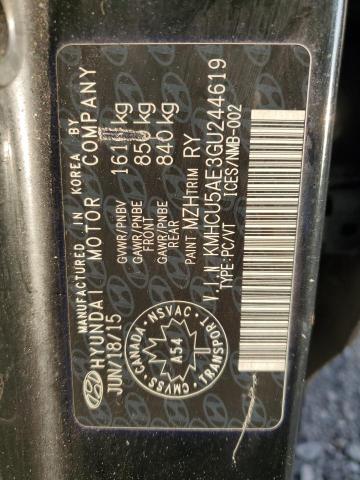 MANUFACTURED IN KOREA BY
HYUNDAI MOTOR COMPANY
JUN/18/15
GVWR/PNBV 1610 kg
GAWR/PNBE FRONT 850 kg
GAWR/PNBE REAR 840 kg
PAINT MZH TRIM RY
V.I.N KMHCU5AE3GU244619
TYPE:PC/VT ICES/NMB-002
CMVSS·CANADA·NSVAC
TRANSPORT
A54